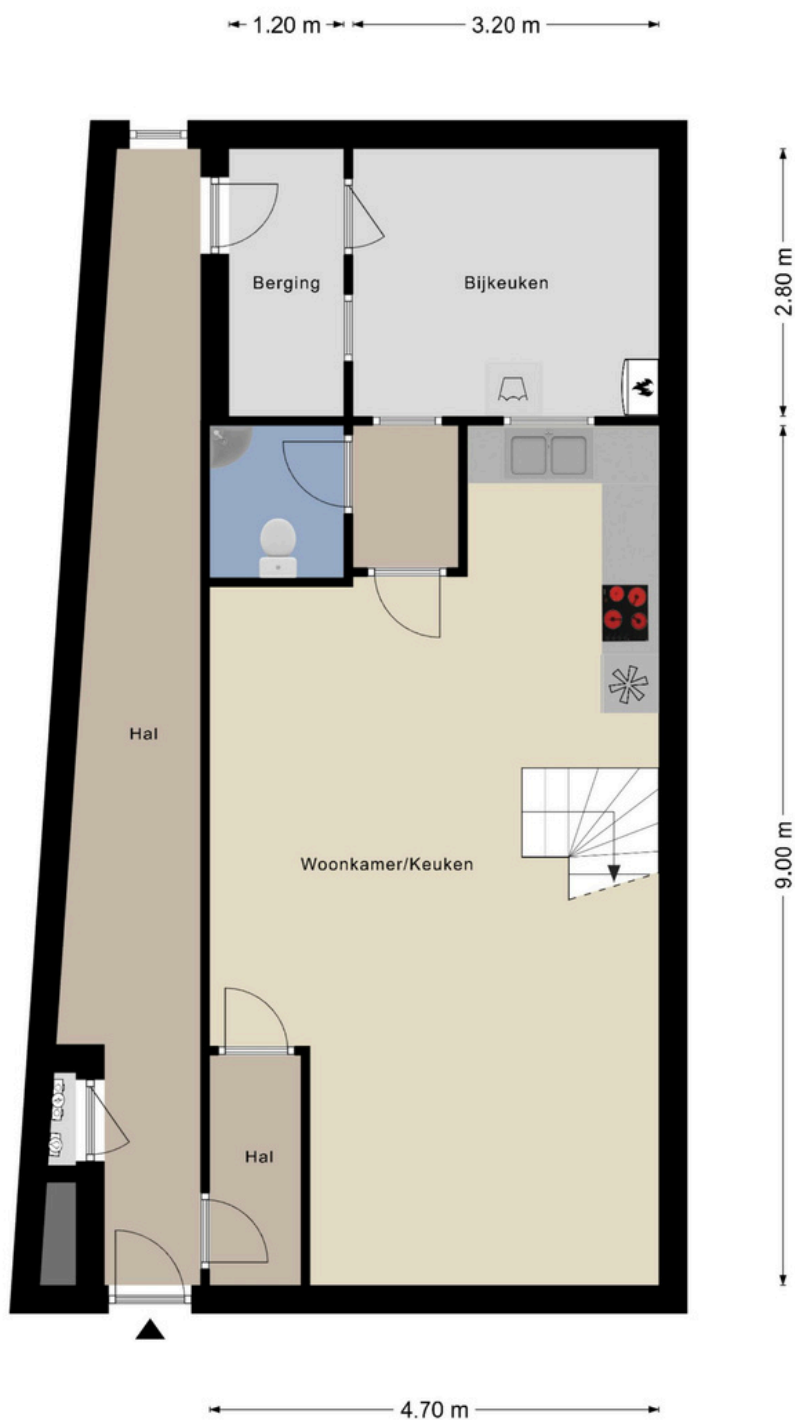 1.20 m
3.20 m
2.80 m
Berging
Bijkeuken
Hal
Woonkamer/Keuken
9.00 m
Hal
4.70 m